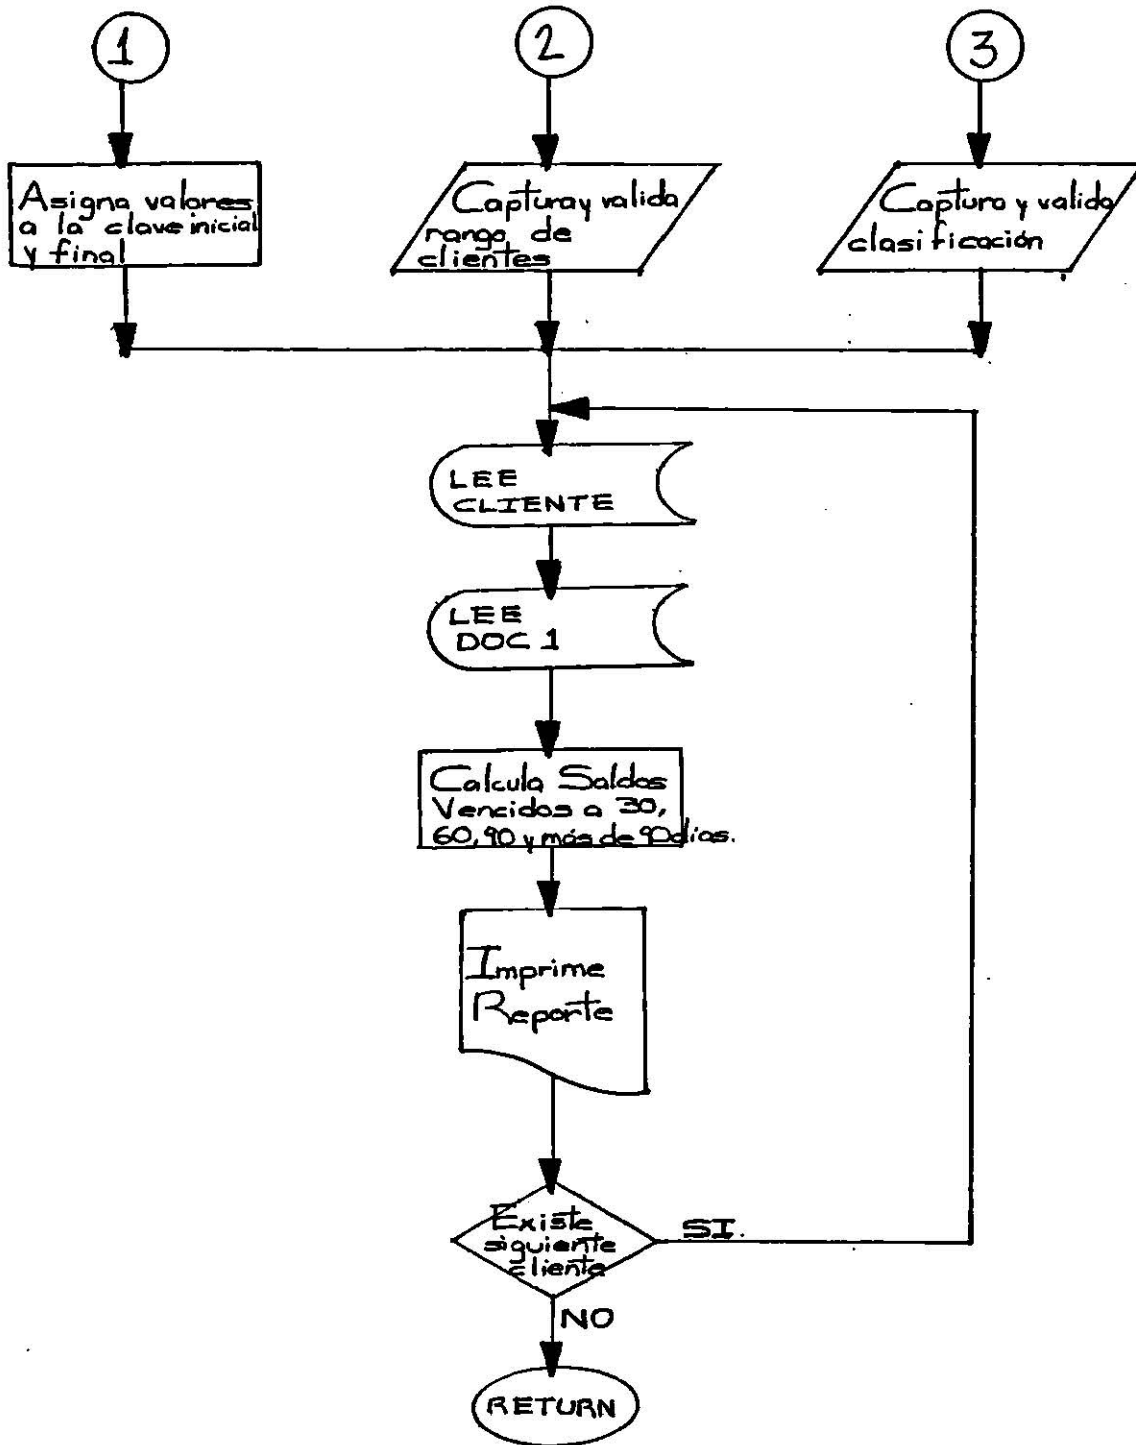 1
2
3
Asigna valores
a la clave inicial
y final
Captura y valida
rango de
clientes
Captura y valida
clasificación
LEE
CLIENTE
LEE
DOC 1
Calcula Saldos
Vencidos a 30,
60, 90 y más de 90 días.
Imprime
Reporte
Existe
siguiente
cliente
SI.
NO
RETURN